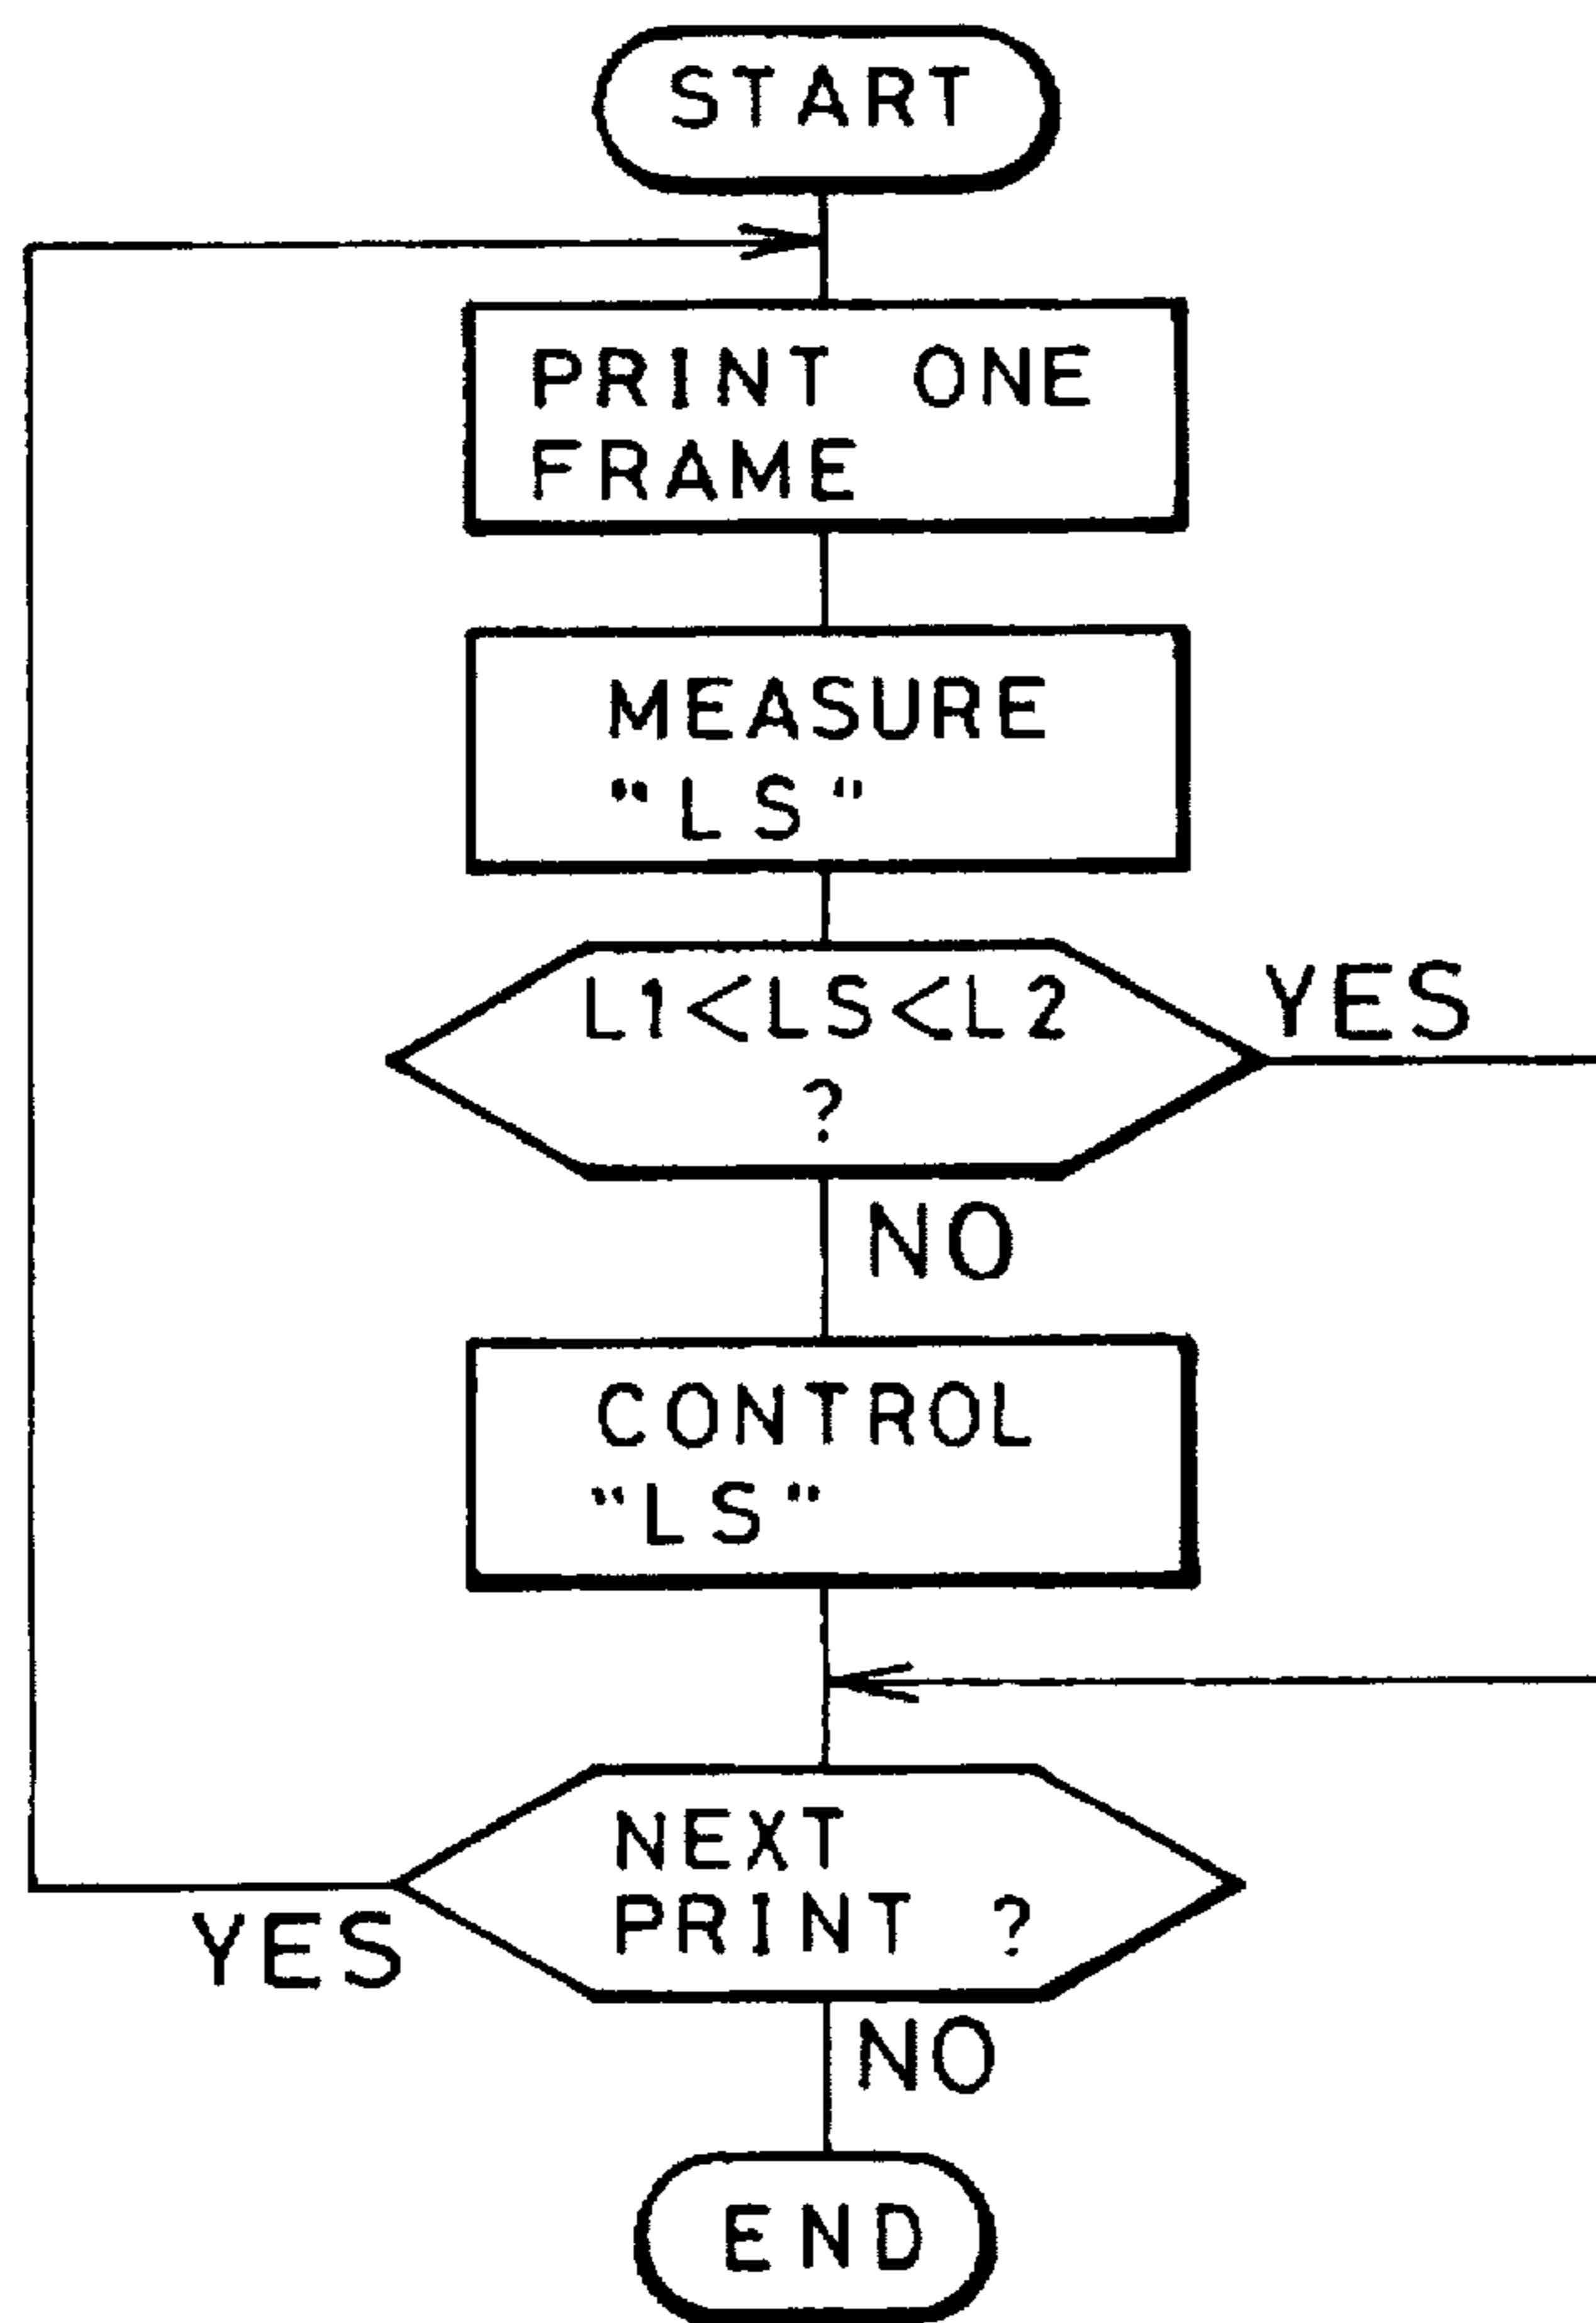 START
PRINT ONE
FRAME
MEASURE
"LS"
L1<LS<L2
?
YES
NO
CONTROL
"LS"
NEXT
PRINT ?
YES
NO
END